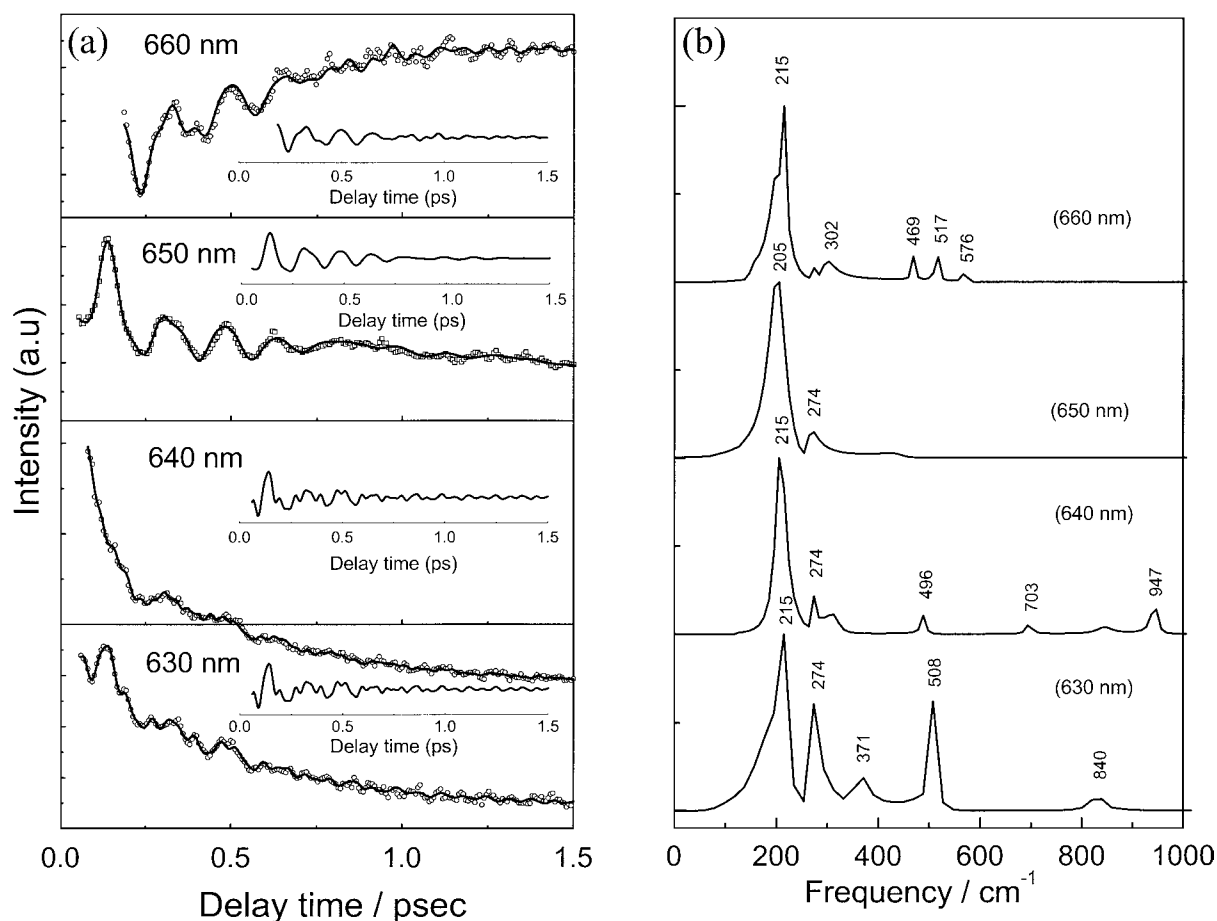 (a)
660 nm
0.0 0.5 1.0 1.5
Delay time (ps)
650 nm
0.0 0.5 1.0 1.5
Delay time (ps)
640 nm
0.0 0.5 1.0 1.5
Delay time (ps)
630 nm
0.0 0.5 1.0 1.5
Delay time (ps)
Intensity (a.u)
0.0 0.5 1.0 1.5
Delay time / psec
(b)
215
302
469
517
576
(660 nm)
205
274
(650 nm)
215
274
496
703
947
(640 nm)
215
274
371
508
840
(630 nm)
0 200 400 600 800 1000
Frequency / cm⁻¹